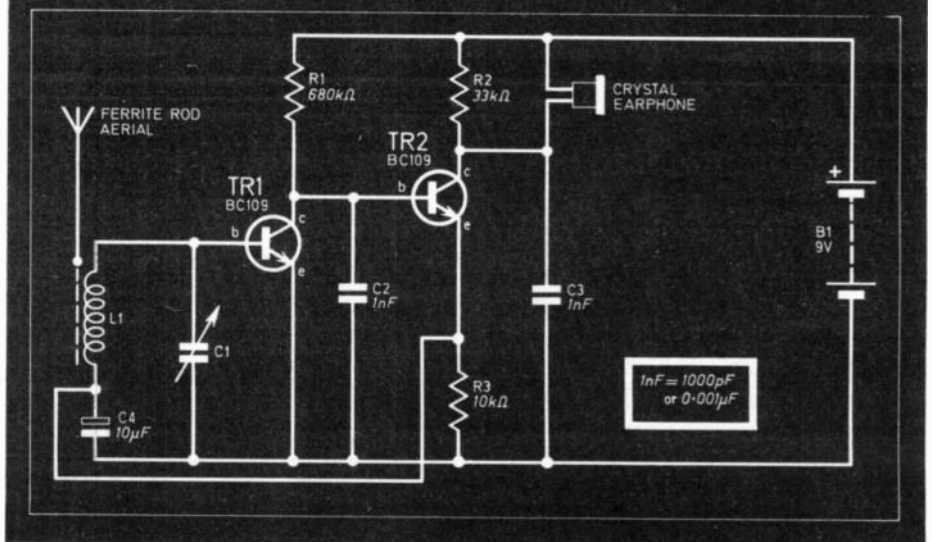 FERRITE ROD
AERIAL
R1
680kΩ
R2
33kΩ
CRYSTAL
EARPHONE
TR1
BC109
b
c
e
TR2
BC109
b
c
e
L1
C1
C2
1nF
C3
1nF
+
B1
9V
C4
10µF
R3
10kΩ
1nF = 1000pF
or 0·001µF